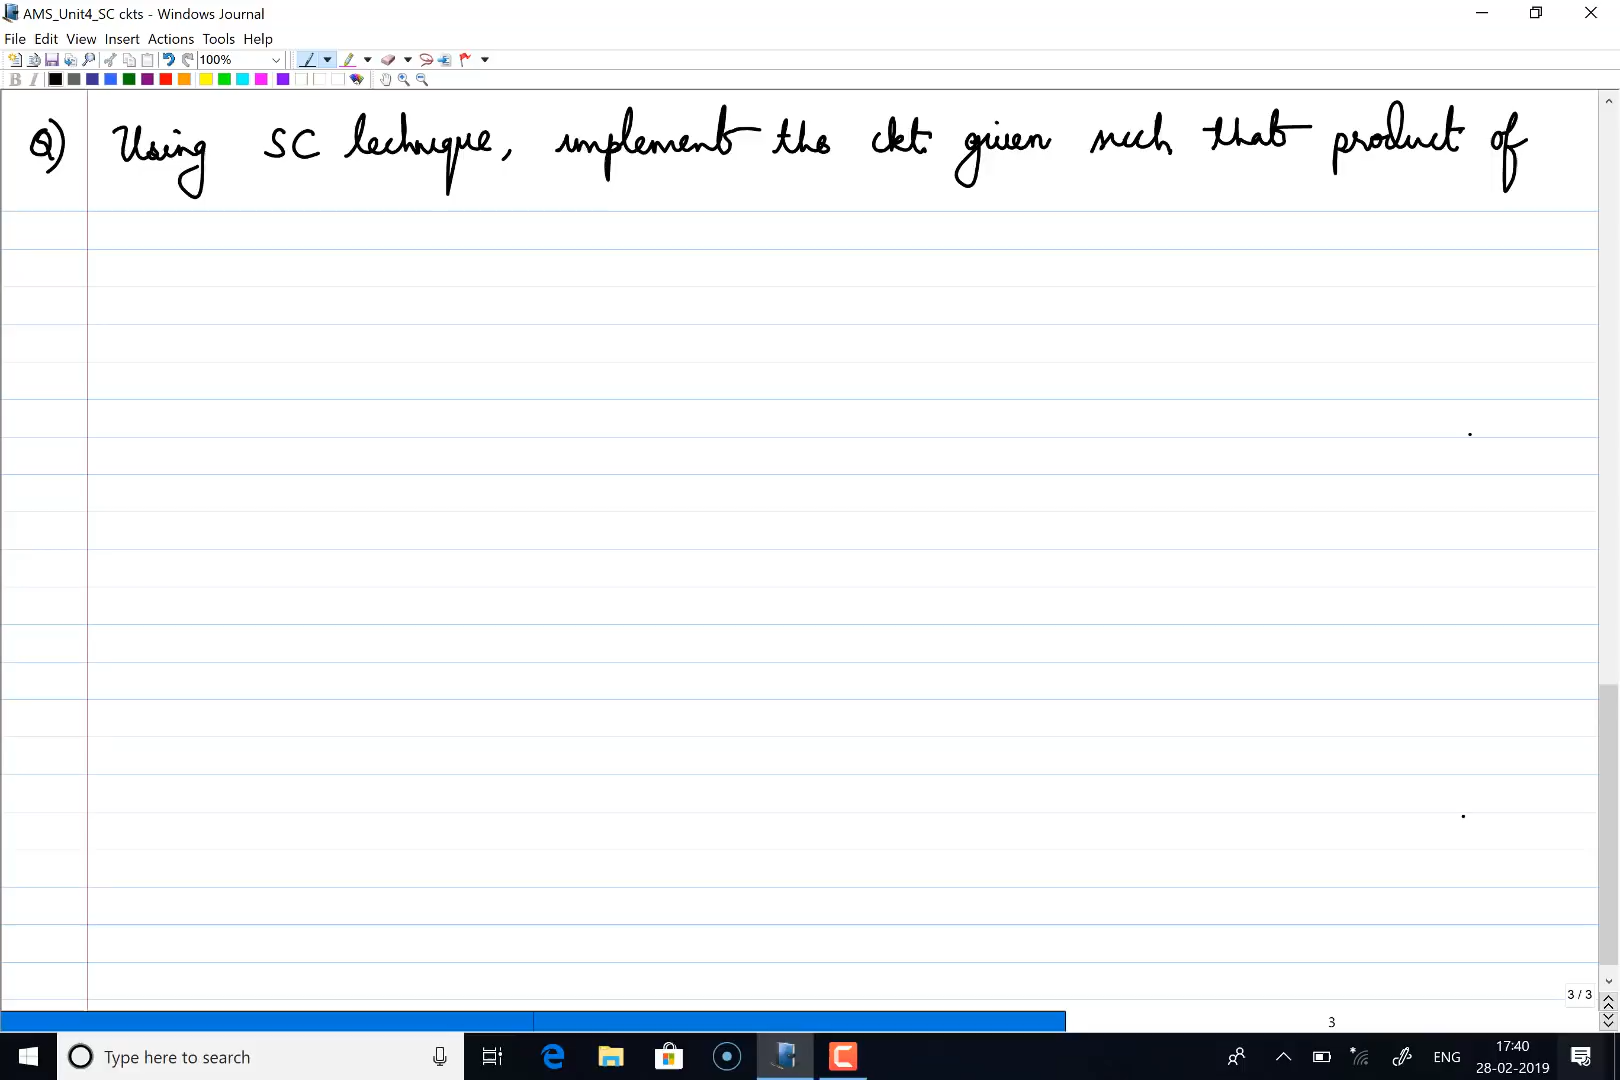 AMS_Unit4_SC ckts - Windows Journal
File Edit View Insert Actions Tools Help
100%
B I
Q) Using SC technique, implement the ckt given such that product of
3 / 3
3
Type here to search
ENG
17:40
28-02-2019